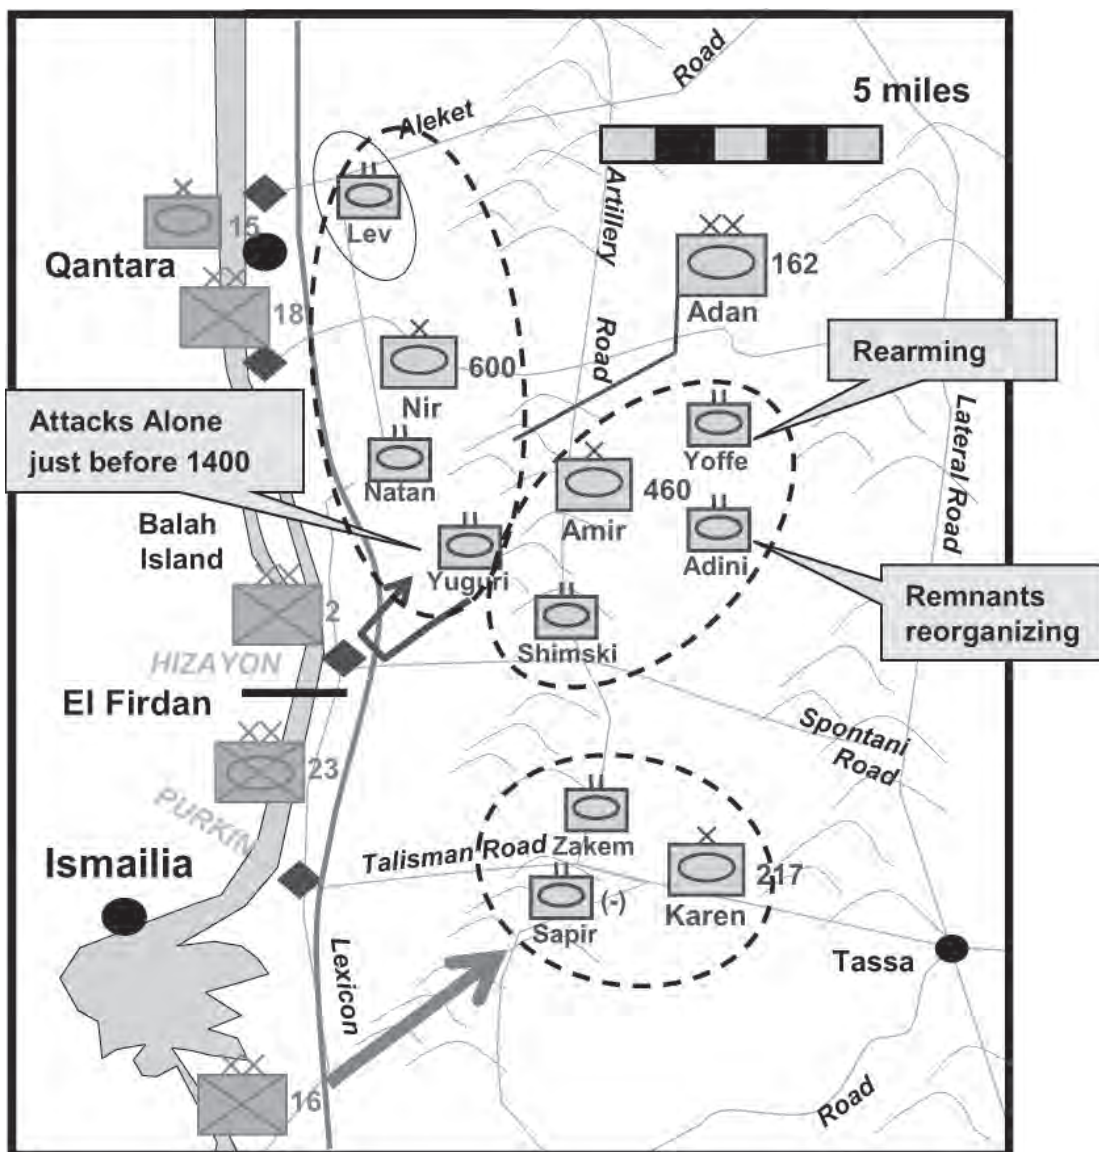 Road
Aleket
5 miles
Lev
15
Qantara
Artillery
Road
162
Adan
18
600
Nir
Rearming
Attacks Alone
just before 1400
Yoffe
Lateral Road
Natan
460
Amir
Balah
Island
Yuguri
Adini
2
Remnants
reorganizing
Shimski
HIZAYON
El Firdan
Spontani
Road
23
PURKIN
Zakem
Ismailia
Talisman Road
217
(-)
Karen
Sapir
Lexicon
Tassa
16
Road